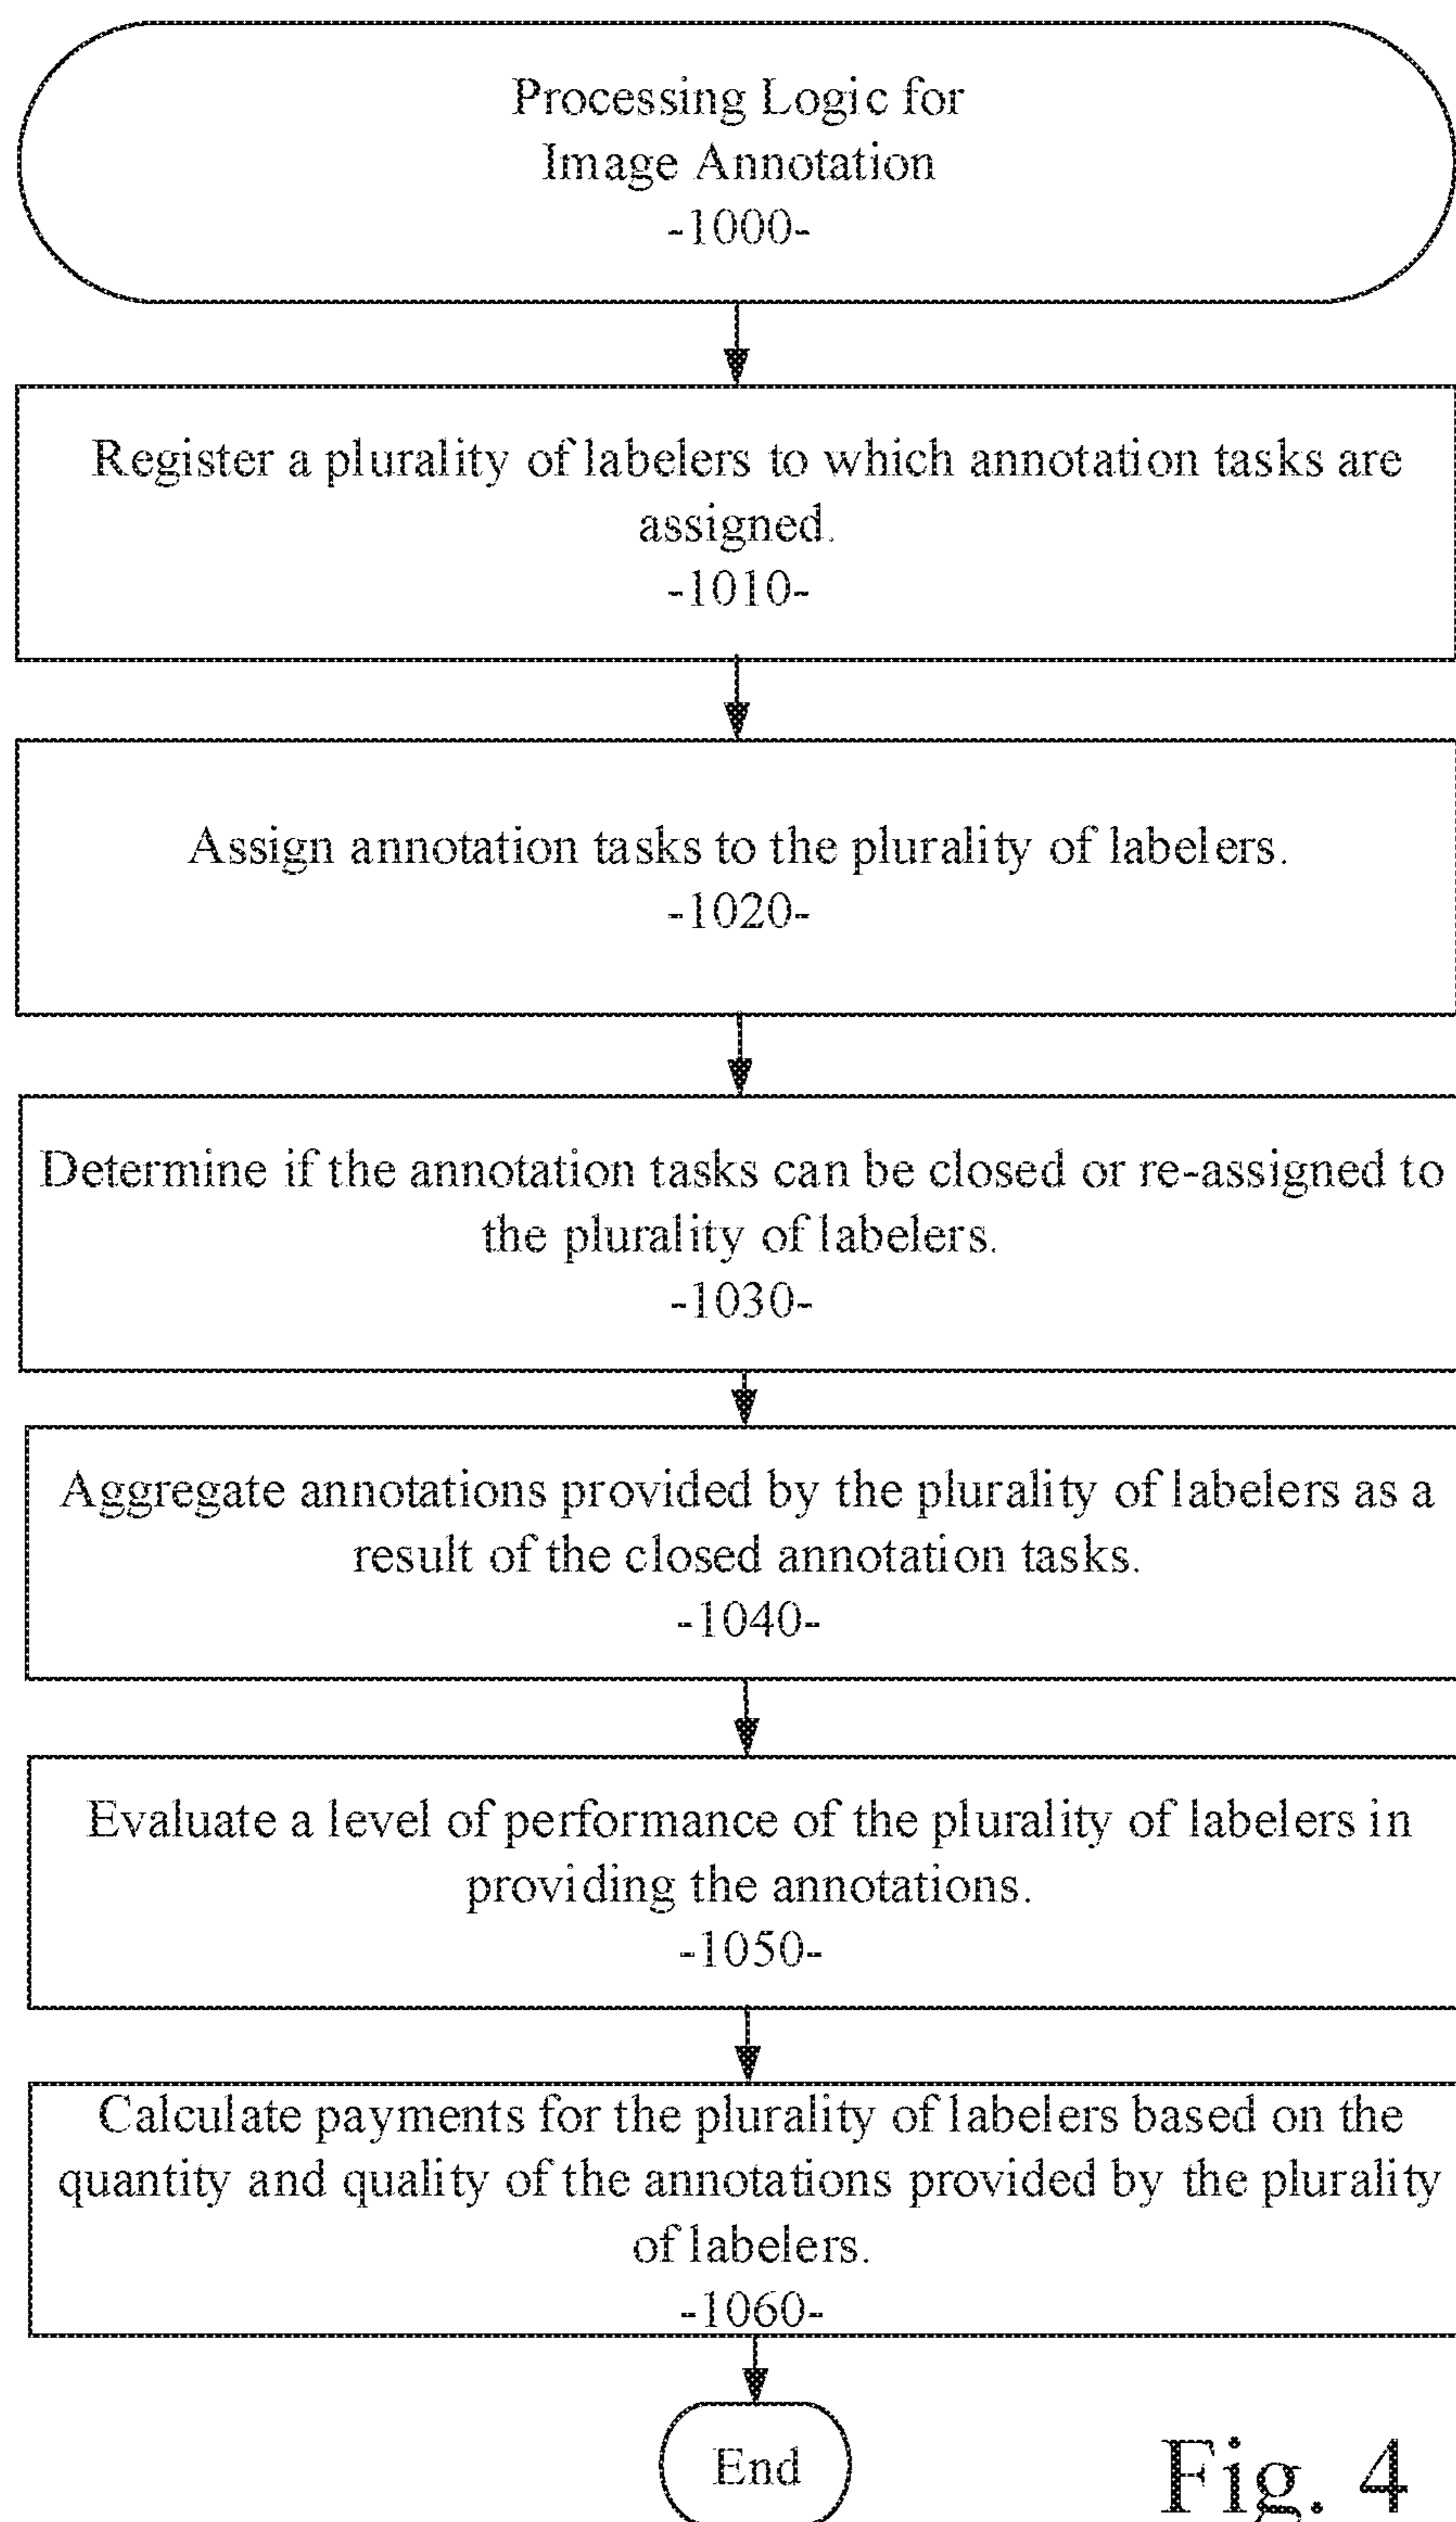 Processing Logic for
Image Annotation
-1000-
Register a plurality of labelers to which annotation tasks are
assigned.
-1010-
Assign annotation tasks to the plurality of labelers.
-1020-
Determine if the annotation tasks can be closed or re-assigned to
the plurality of labelers.
-1030-
Aggregate annotations provided by the plurality of labelers as a
result of the closed annotation tasks.
-1040-
Evaluate a level of performance of the plurality of labelers in
providing the annotations.
-1050-
Calculate payments for the plurality of labelers based on the
quantity and quality of the annotations provided by the plurality
of labelers.
-1060-
End
Fig. 4